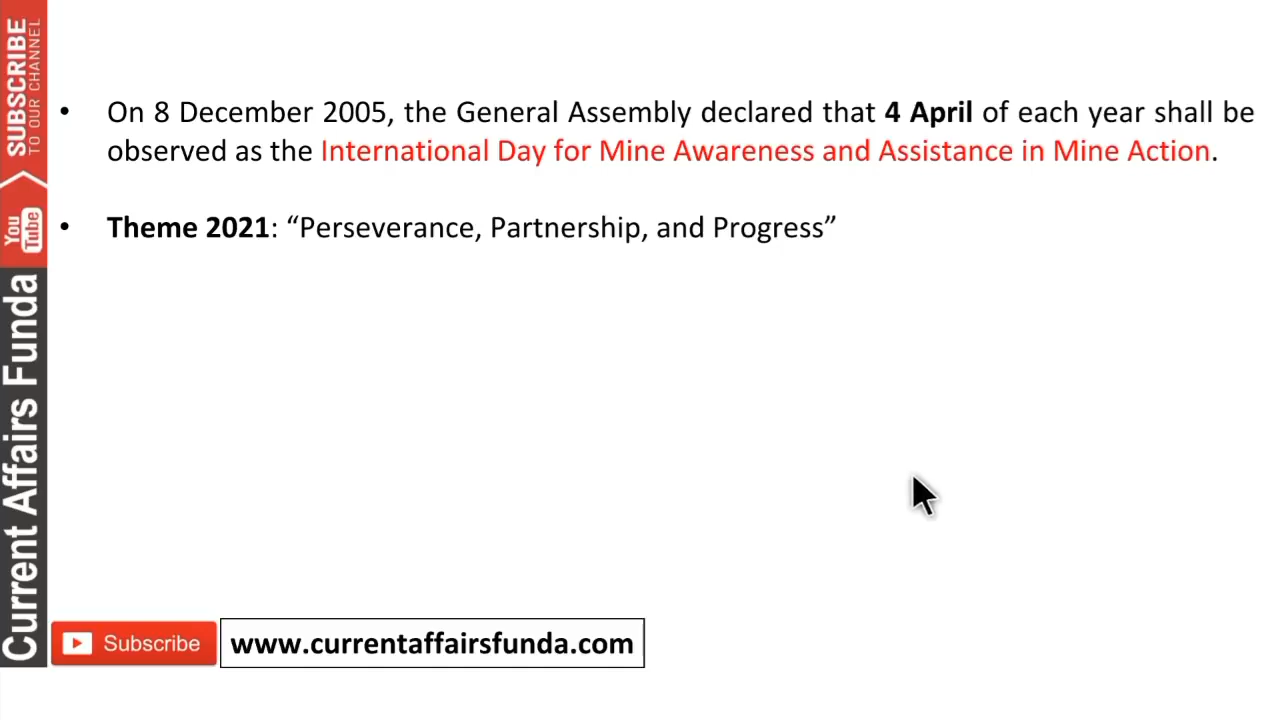 SUBSCRIBE
TO OUR CHANNEL
You Tube
Current Affairs Funda
• On 8 December 2005, the General Assembly declared that 4 April of each year shall be
observed as the International Day for Mine Awareness and Assistance in Mine Action.
• Theme 2021: “Perseverance, Partnership, and Progress”
Subscribe
www.currentaffairsfunda.com